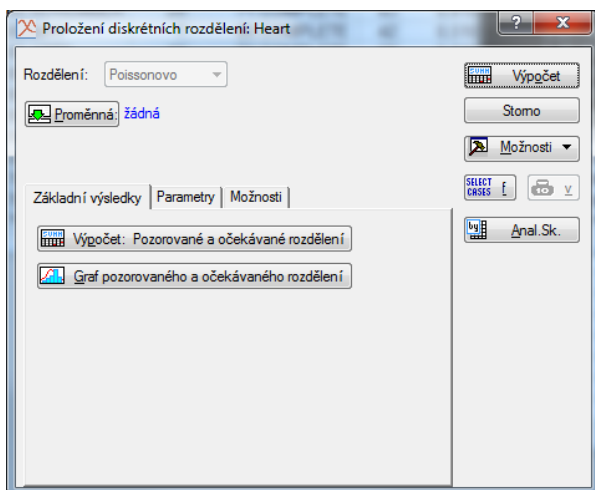 Proložení diskrétních rozdělení: Heart
Rozdělení: Poissonovo
Proměnná: žádná
Základní výsledky Parametry Možnosti
Výpočet: Pozorované a očekávané rozdělení
Graf pozorovaného a očekávaného rozdělení
Výpočet
Storno
Možnosti
SELECT CASES f v
Anal.Sk.